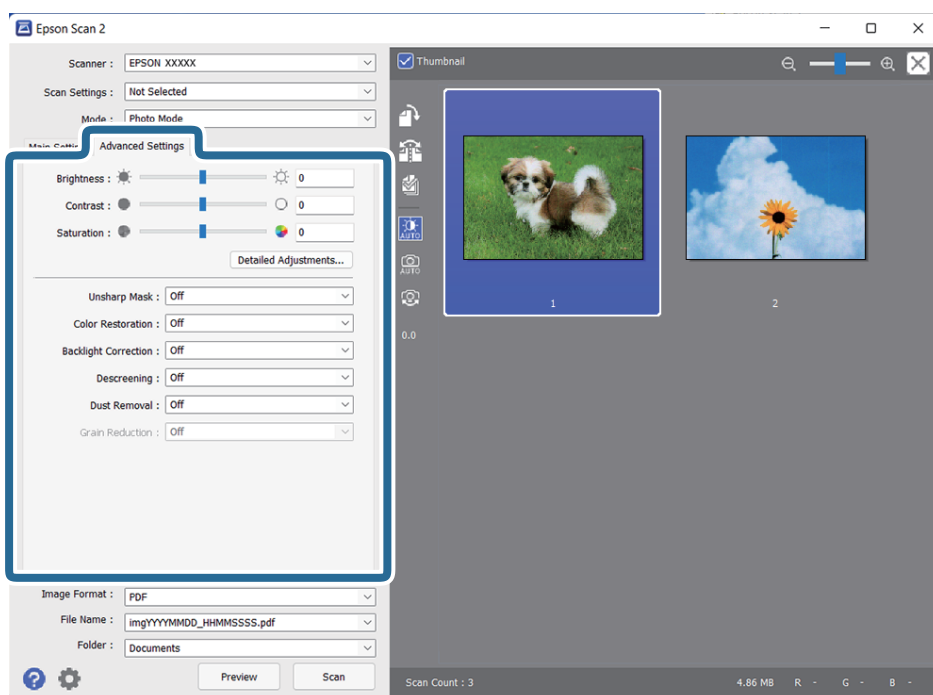 Epson Scan 2
Scanner : EPSON XXXXX
Scan Settings : Not Selected
Mode : Photo Mode
Advanced Settings
Brightness : 0
Contrast : 0
Saturation : 0
Detailed Adjustments...
Unsharp Mask : Off
Color Restoration : Off
Backlight Correction : Off
Descreening : Off
Dust Removal : Off
Grain Reduction : Off
Image Format : PDF
File Name : imgYYYYMMDD_HHMMSSSS.pdf
Folder : Documents
?
Preview
Scan
Thumbnail
AUTO
AUTO
0.0
1
2
Scan Count : 3
4.86 MB R - G - B -